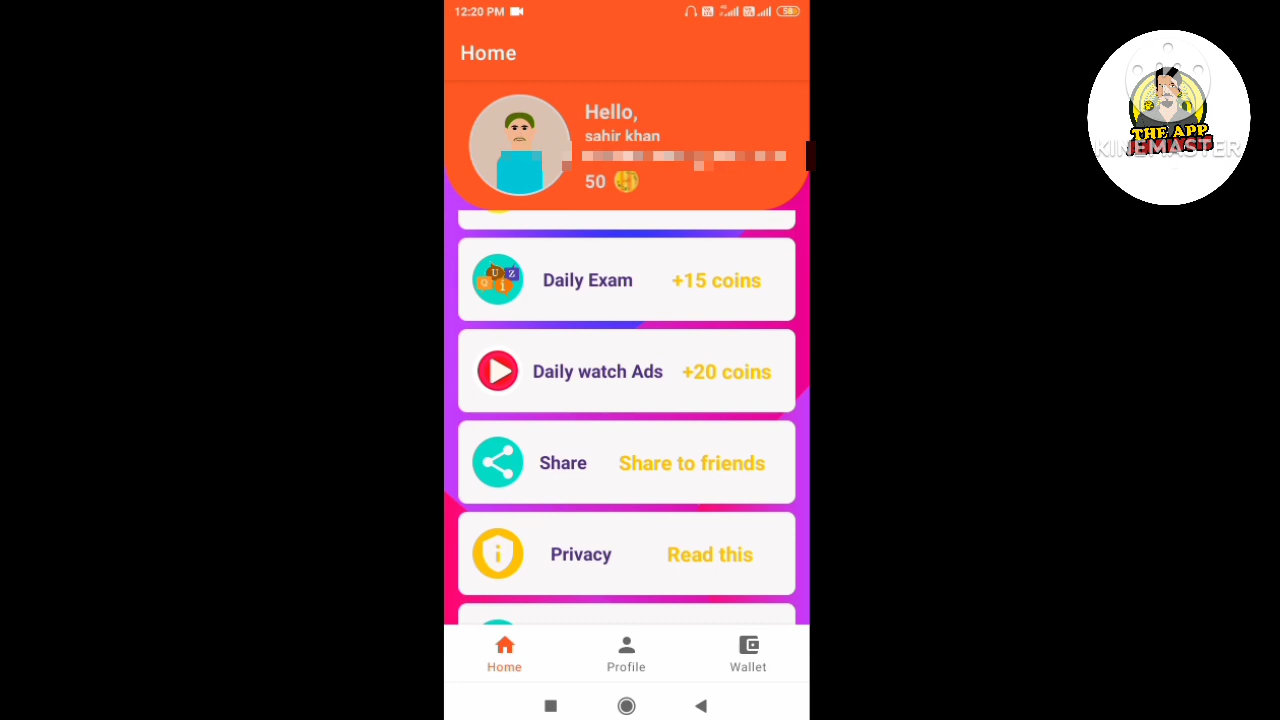 12:20 PM
58
Home
Hello,
sahir khan
50
Daily Exam +15 coins
Daily watch Ads +20 coins
Share Share to friends
Privacy Read this
Home Profile Wallet
THE APP
KINEMASTER